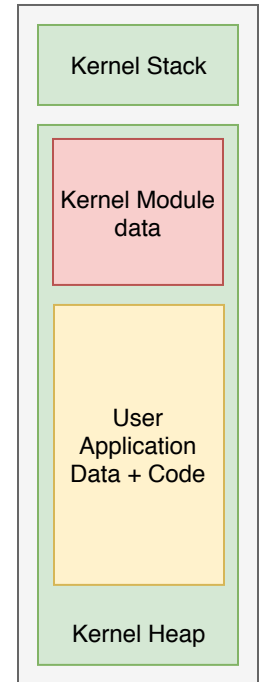 Kernel Stack
Kernel Module
data
User
Application
Data + Code
Kernel Heap